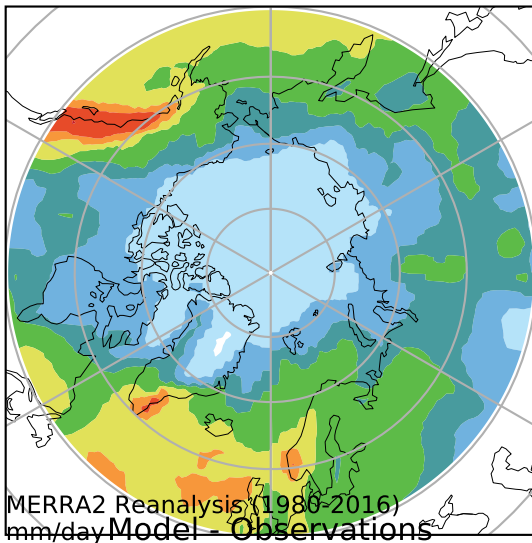 MERRA2 Reanalysis (1980-2016)
mm/day Model - Observations